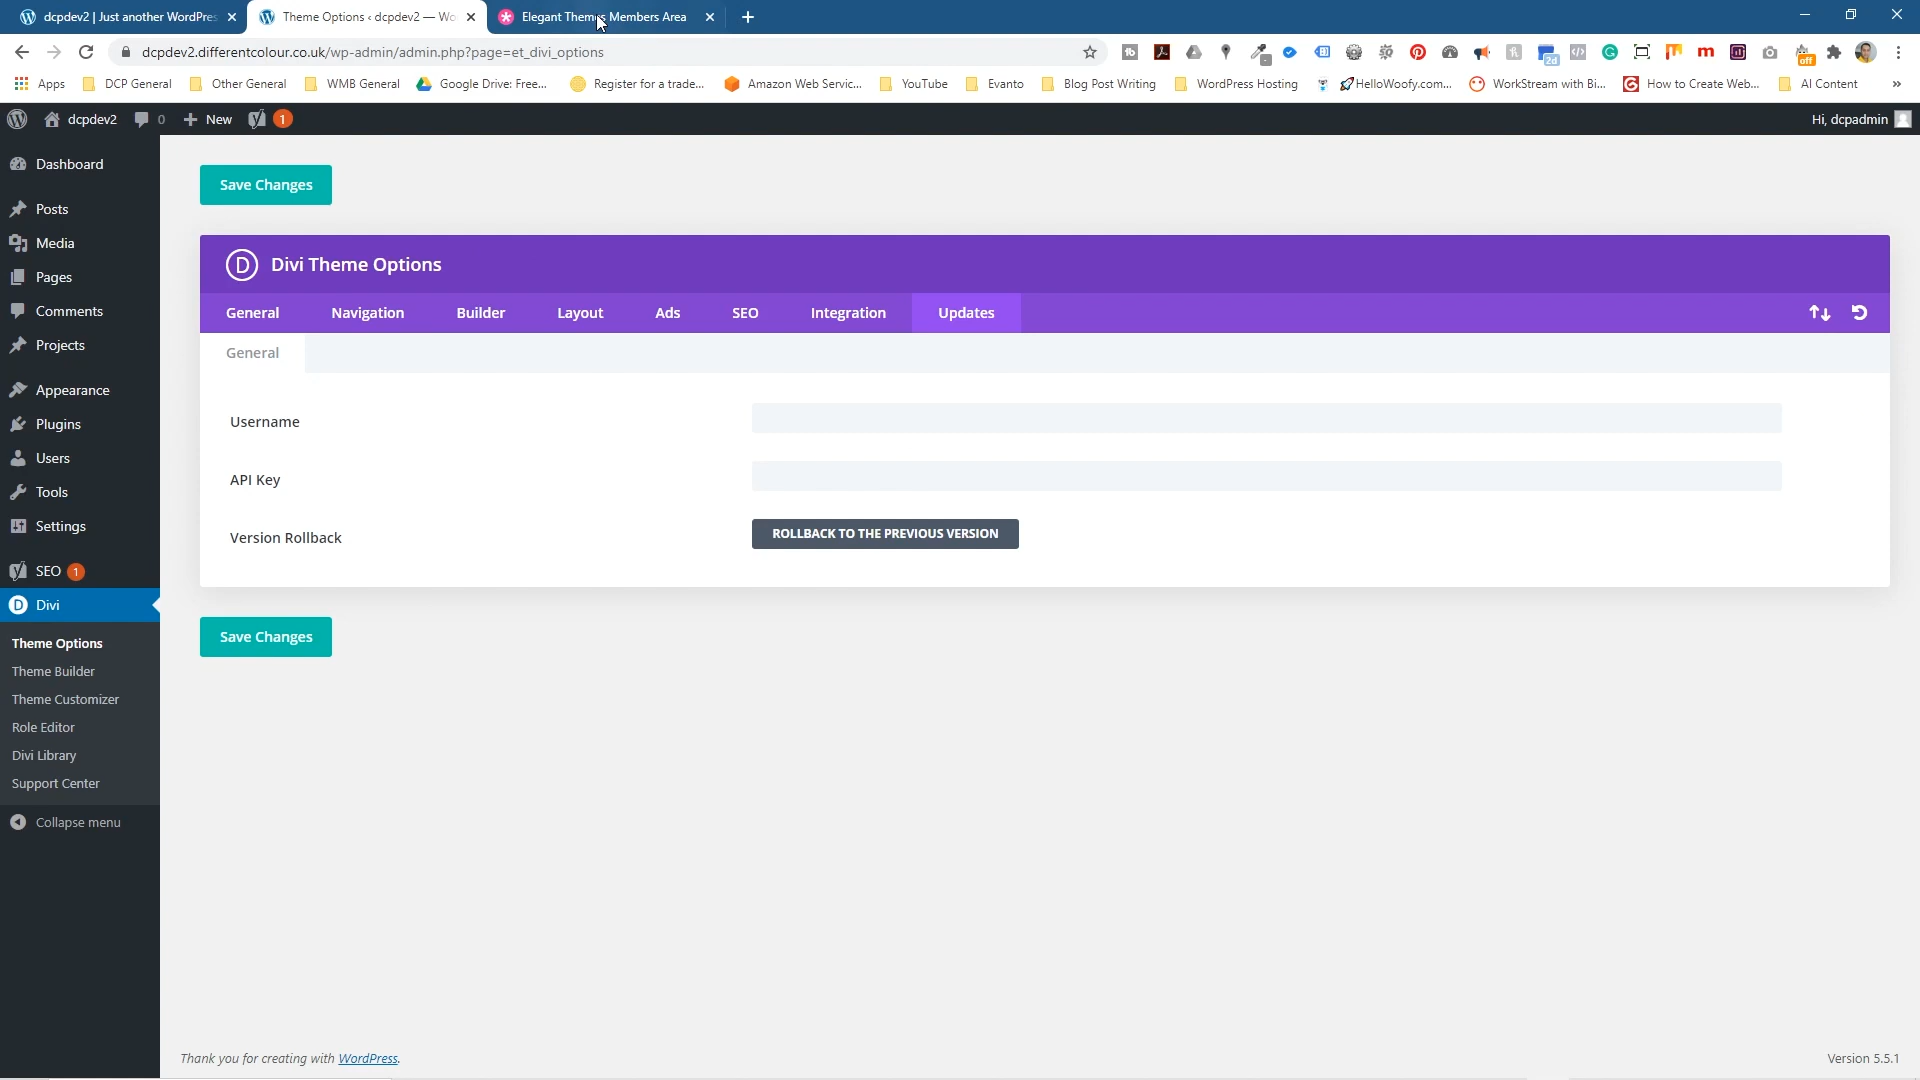 dcpdev2 | Just another WordPres
Theme Options ‹ dcpdev2 — Wo
Elegant Themes Members Area
dcpdev2.differentcolour.co.uk/wp-admin/admin.php?page=et_divi_options
2d
off
Apps
DCP General
Other General
WMB General
Google Drive: Free...
Register for a trade...
Amazon Web Servic...
YouTube
Evanto
Blog Post Writing
WordPress Hosting
HelloWoofy.com...
WorkStream with Bi...
How to Create Web...
AI Content
»
dcpdev2
0
New
1
Hi, dcpadmin
Dashboard
Posts
Media
Pages
Comments
Projects
Appearance
Plugins
Users
Tools
Settings
SEO 1
Divi
Theme Options
Theme Builder
Theme Customizer
Role Editor
Divi Library
Support Center
Collapse menu
Save Changes
D Divi Theme Options
General
Navigation
Builder
Layout
Ads
SEO
Integration
Updates
General
Username
API Key
Version Rollback
ROLLBACK TO THE PREVIOUS VERSION
Save Changes
Thank you for creating with WordPress.
Version 5.5.1